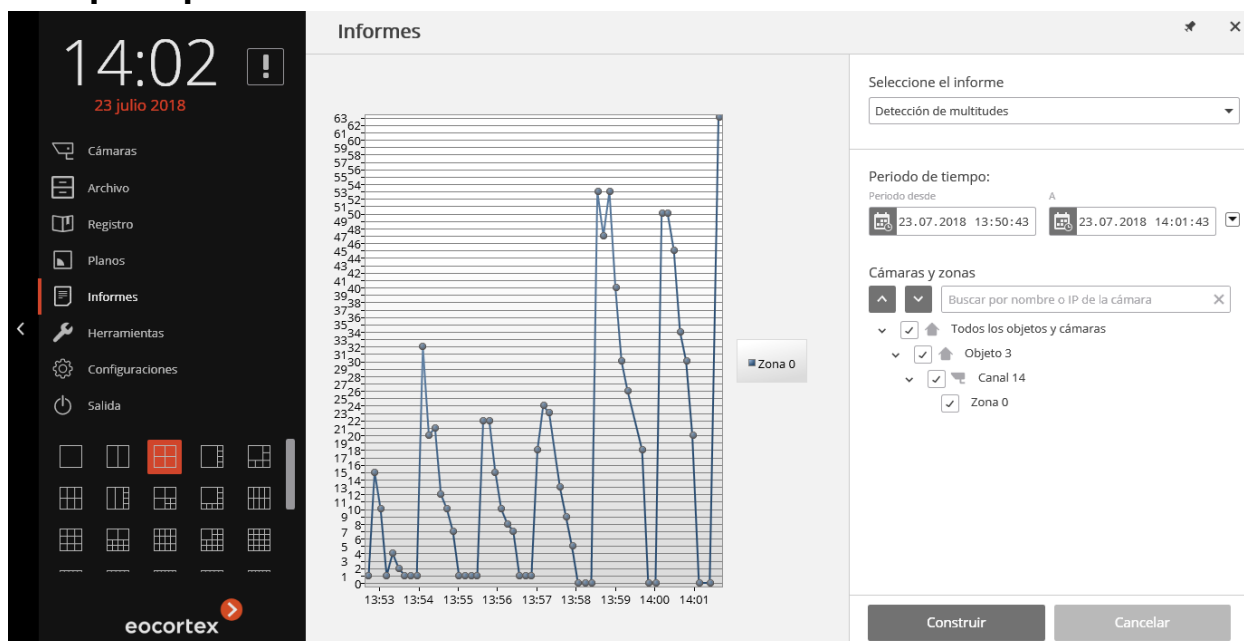 Informes
14:02
23 julio 2018
Cámaras
Archivo
Registro
Planos
Informes
Herramientas
Configuraciones
Salida
eocortex
63
62
61
60
59
58
57
56
55
54
53
52
51
50
49
48
47
46
45
44
43
42
41
40
39
38
37
36
35
34
33
32
31
30
29
28
27
26
25
24
23
22
21
20
19
18
17
16
15
14
13
12
11
10
9
8
7
6
5
4
3
2
1
0
13:53 13:54 13:55 13:56 13:57 13:58 13:59 14:00 14:01
Zona 0
Seleccione el informe
Detección de multitudes
Periodo de tiempo:
Periodo desde A
23.07.2018 13:50:43 23.07.2018 14:01:43
Cámaras y zonas
Buscar por nombre o IP de la cámara
Todos los objetos y cámaras
Objeto 3
Canal 14
Zona 0
Construir Cancelar